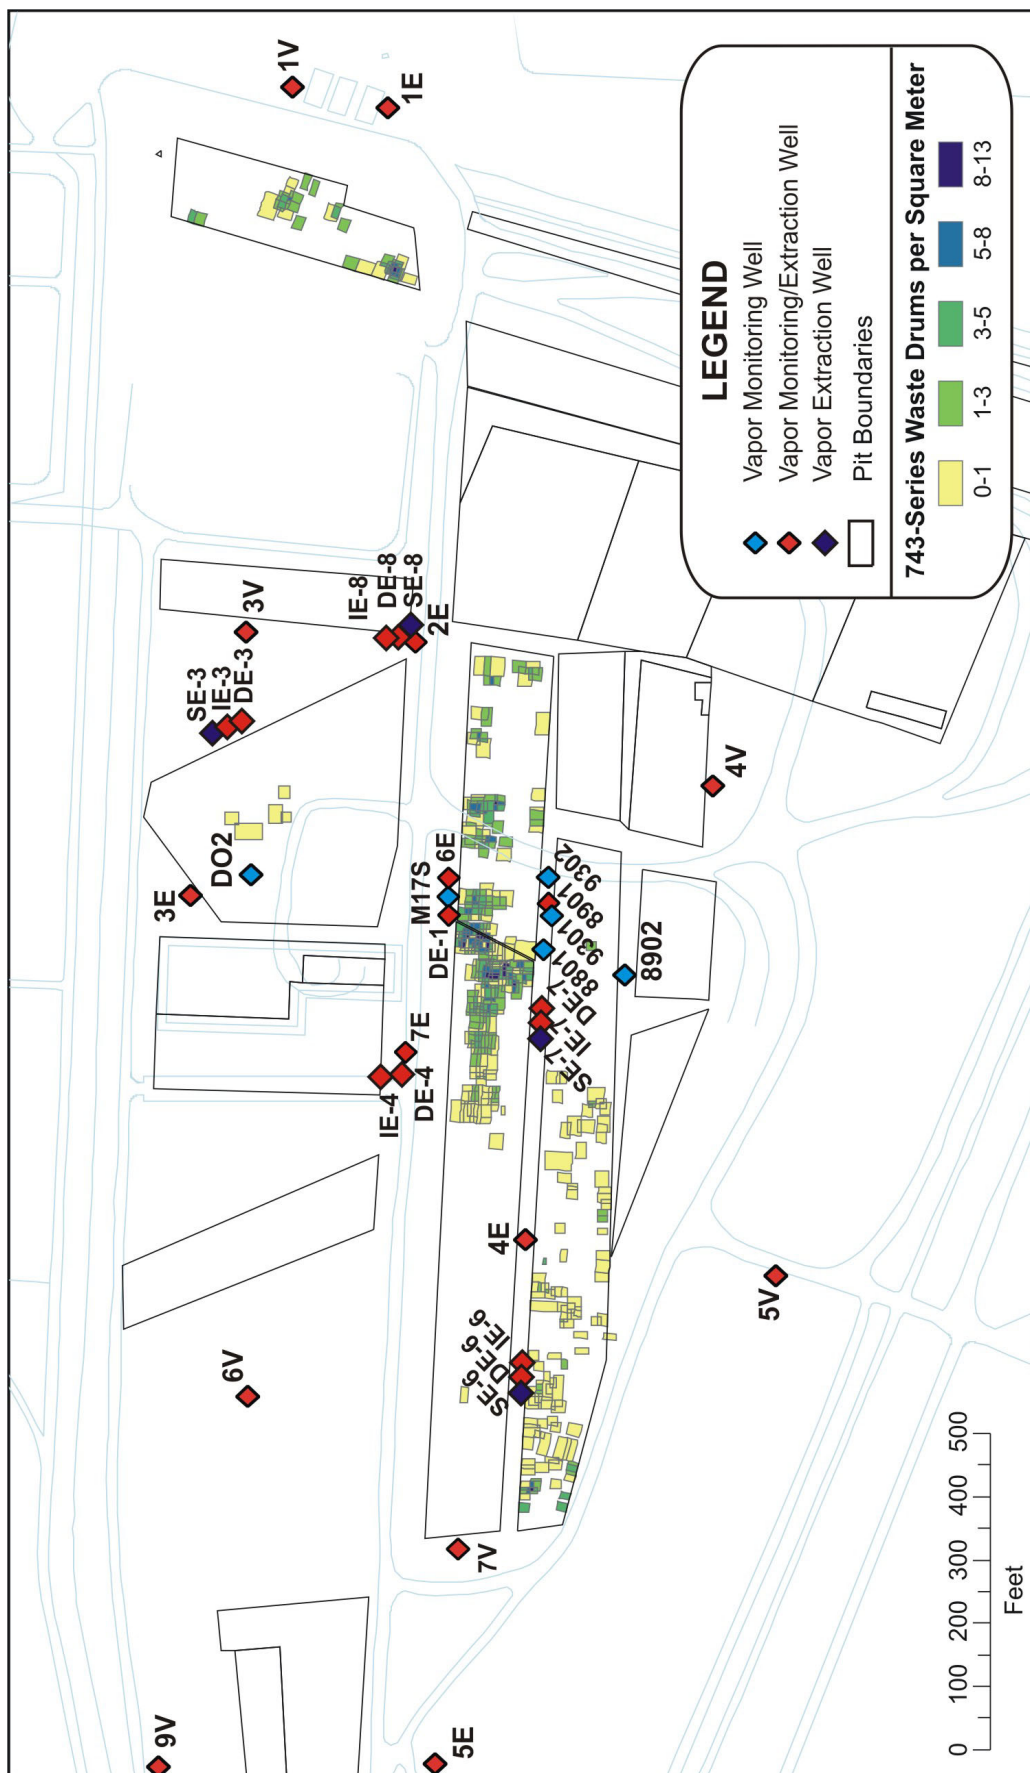 9V
5E
6V
7V
SE-6
DE-6
IE-6
4E
5V
IE-4
DE-4
7E
3E
DO2
DE-1
M17S
6E
SE-7
IE-7
DE-7
8801
9301
8901
9302
8902
SE-3
IE-3
DE-3
3V
IE-8
DE-8
SE-8
2E
4V
1V
1E
LEGEND
Vapor Monitoring Well
Vapor Monitoring/Extraction Well
Vapor Extraction Well
Pit Boundaries
743-Series Waste Drums per Square Meter
0-1 1-3 3-5 5-8 8-13
0 100 200 300 400 500
Feet